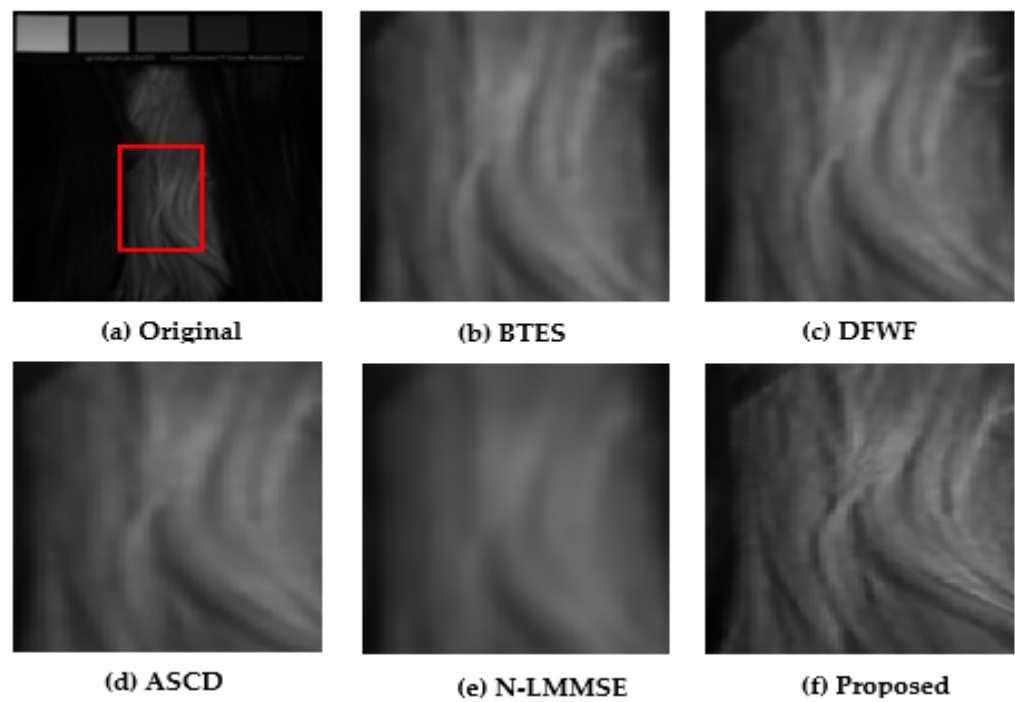 (a) Original
(b) BTES
(c) DFWF
(d) ASCD
(e) N-LMMSE
(f) Proposed